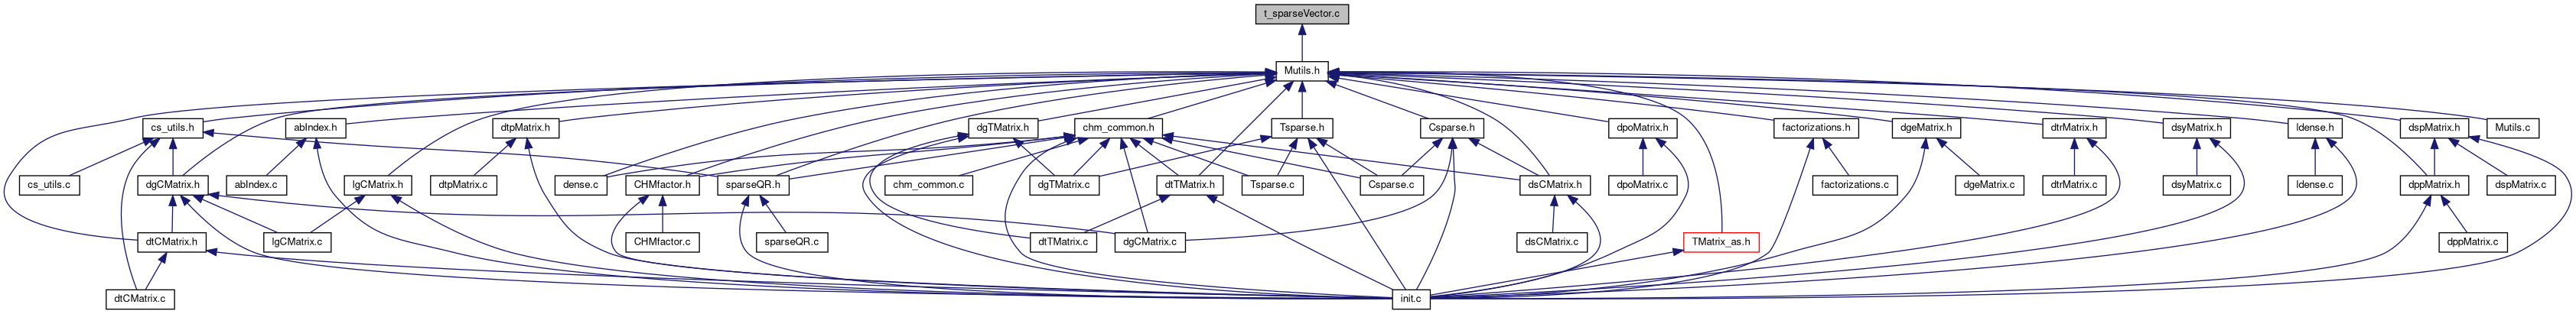 t_sparseVector.c
Mutils.h
cs_utils.h
abIndex.h
dtpMatrix.h
dgTMatrix.h
chm_common.h
Tsparse.h
Csparse.h
dpoMatrix.h
factorizations.h
dgeMatrix.h
dtrMatrix.h
dsyMatrix.h
ldense.h
dspMatrix.h
Mutils.c
cs_utils.c
dgCMatrix.h
abIndex.c
lgCMatrix.h
dtpMatrix.c
dense.c
CHMfactor.h
sparseQR.h
chm_common.c
dgTMatrix.c
dtTMatrix.h
Tsparse.c
Csparse.c
dsCMatrix.h
dpoMatrix.c
factorizations.c
dgeMatrix.c
dtrMatrix.c
dsyMatrix.c
ldense.c
dppMatrix.h
dspMatrix.c
dtCMatrix.h
lgCMatrix.c
CHMfactor.c
sparseQR.c
dtTMatrix.c
dgCMatrix.c
dsCMatrix.c
TMatrix_as.h
dppMatrix.c
dtCMatrix.c
init.c